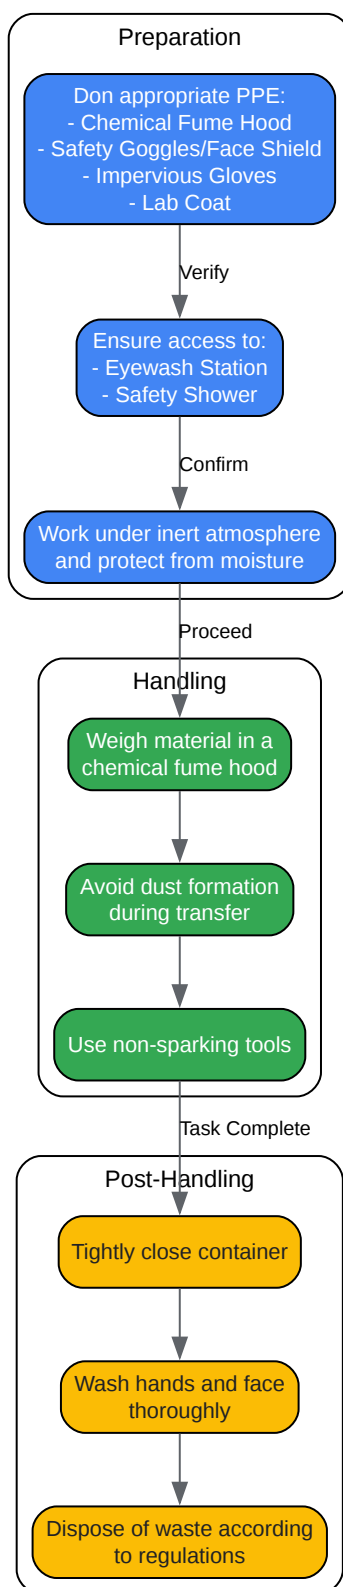 Preparation
Don appropriate PPE:
- Chemical Fume Hood
- Safety Goggles/Face Shield
- Impervious Gloves
- Lab Coat
Verify
Ensure access to:
- Eyewash Station
- Safety Shower
Confirm
Work under inert atmosphere
and protect from moisture
Proceed
Handling
Weigh material in a
chemical fume hood
Avoid dust formation
during transfer
Use non-sparking tools
Task Complete
Post-Handling
Tightly close container
Wash hands and face
thoroughly
Dispose of waste according
to regulations